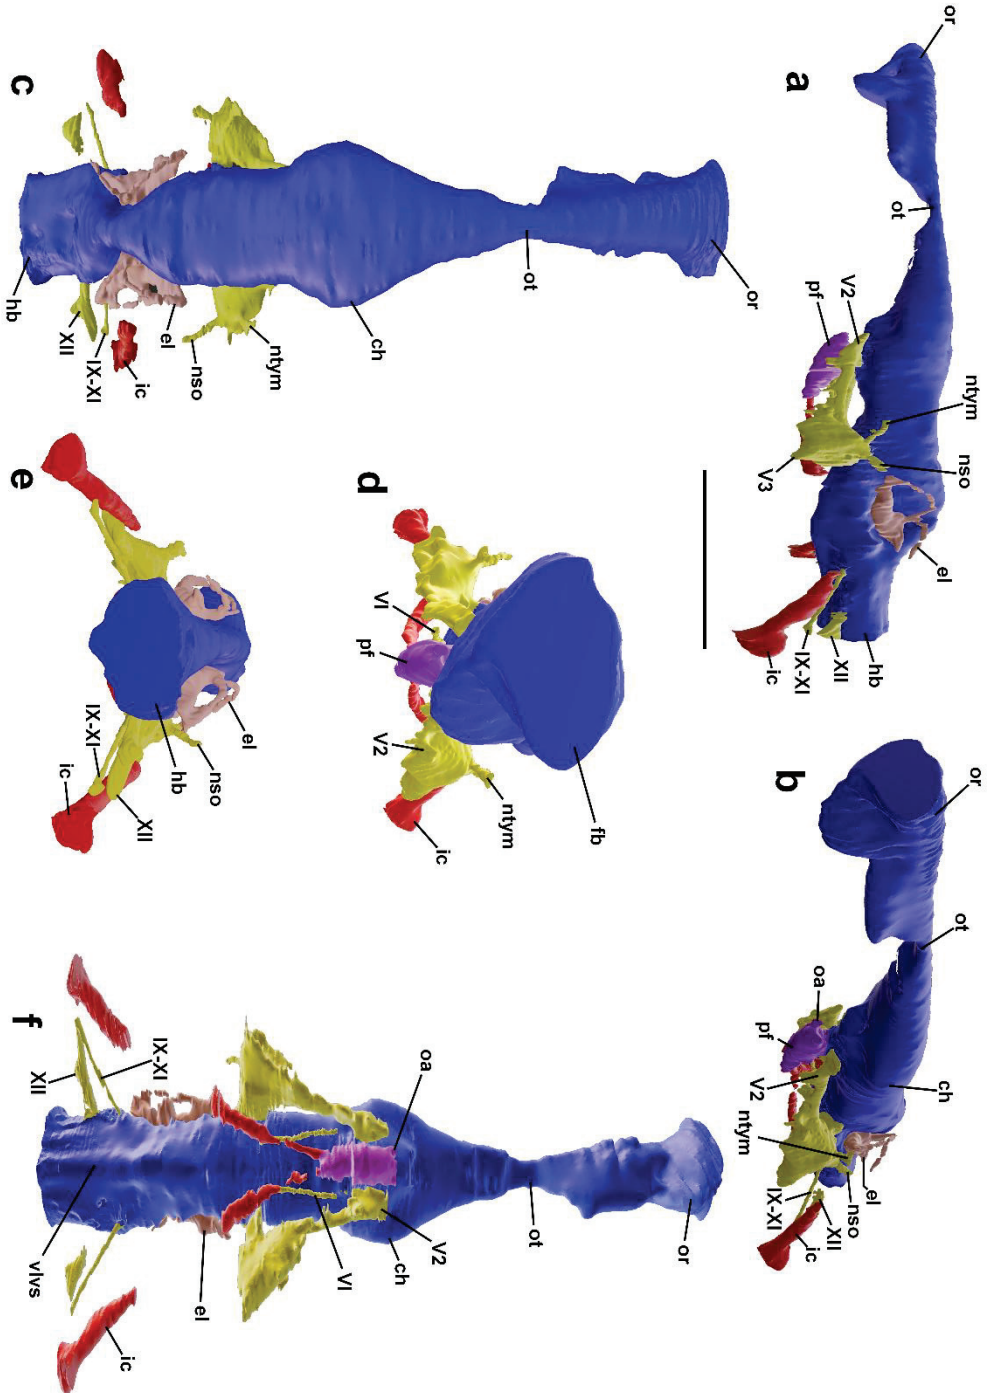 a
or
ot
V2
pf
ntym
nso
V3
el
hb
XII
IX-XI
ic
b
or
ot
oa
pf
ch
V2
ntym
el
nso
IX-XI
XII
ic
c
hb
XII
IX-XI
ic
el
nso
ntym
ch
ot
or
d
VI
pf
V2
ntym
ic
fb
e
el
nso
hb
IX-XI
ic
XII
f
XII
IX-XI
oa
vlvs
el
ic
VI
V2
ch
ot
or